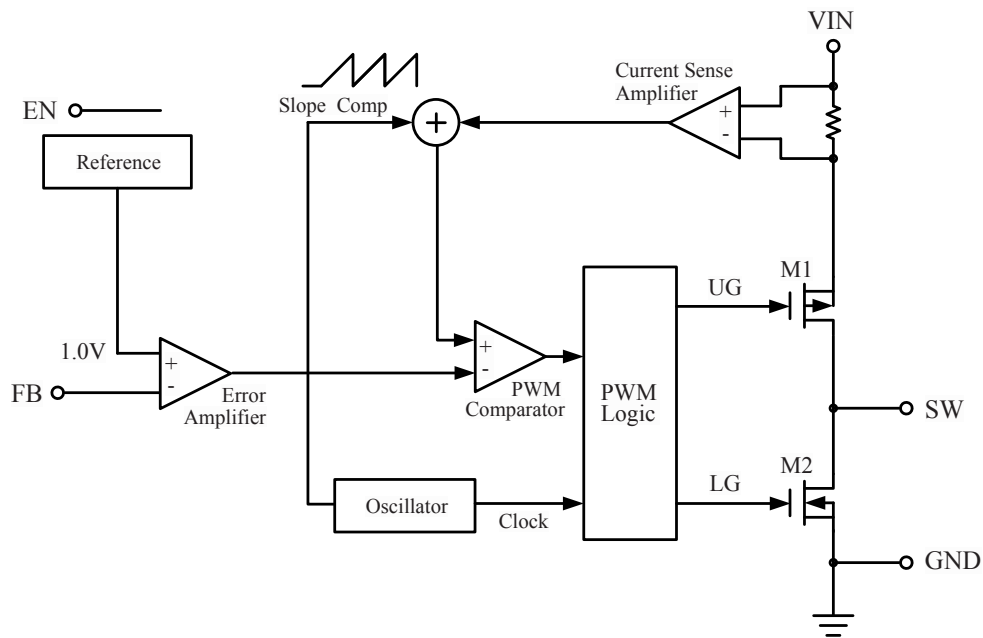 VIN
Current Sense
Amplifier
+
-
Slope Comp
+
EN
Reference
M1
UG
1.0V
+
-
FB
Error
Amplifier
+
-
PWM
Comparator
PWM
Logic
SW
M2
LG
Oscillator
Clock
GND